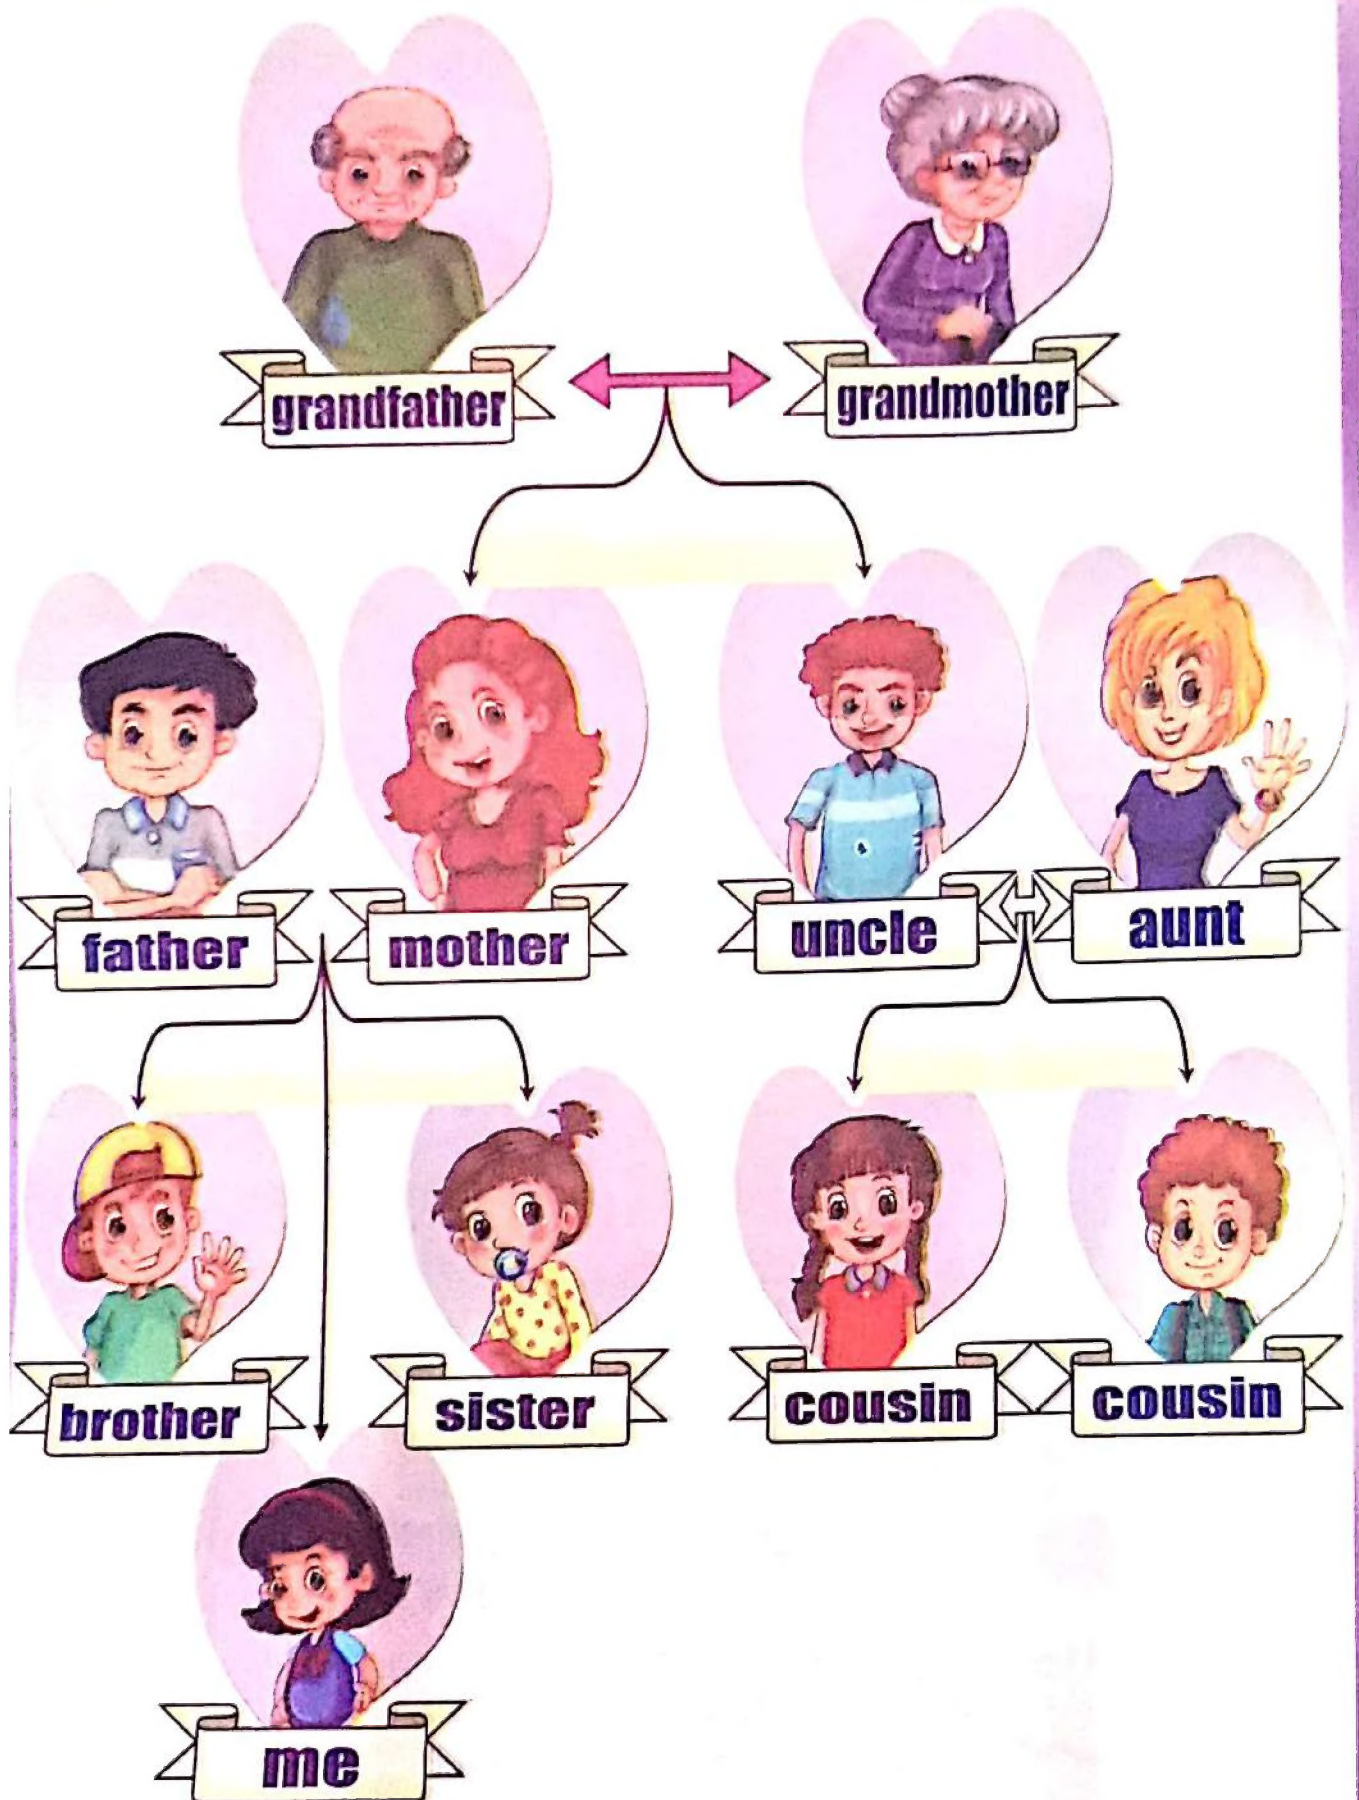 grandfather
grandmother
father
mother
uncle
aunt
brother
sister
cousin
cousin
me